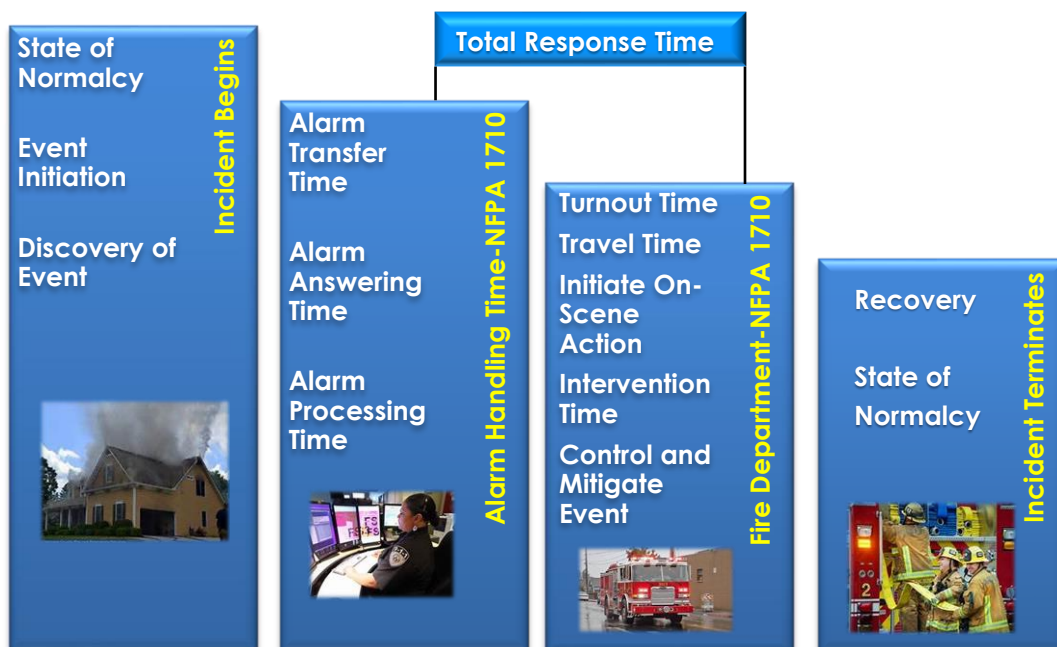 Total Response Time
State of
Normalcy
Event
Initiation
Discovery of
Event
Incident Begins
Alarm
Transfer
Time
Alarm
Answering
Time
Alarm
Processing
Time
Alarm Handling Time-NFPA 1710
Turnout Time
Travel Time
Initiate On-
Scene
Action
Intervention
Time
Control and
Mitigate
Event
Fire Department-NFPA 1710
Recovery
State of
Normalcy
Incident Terminates
2